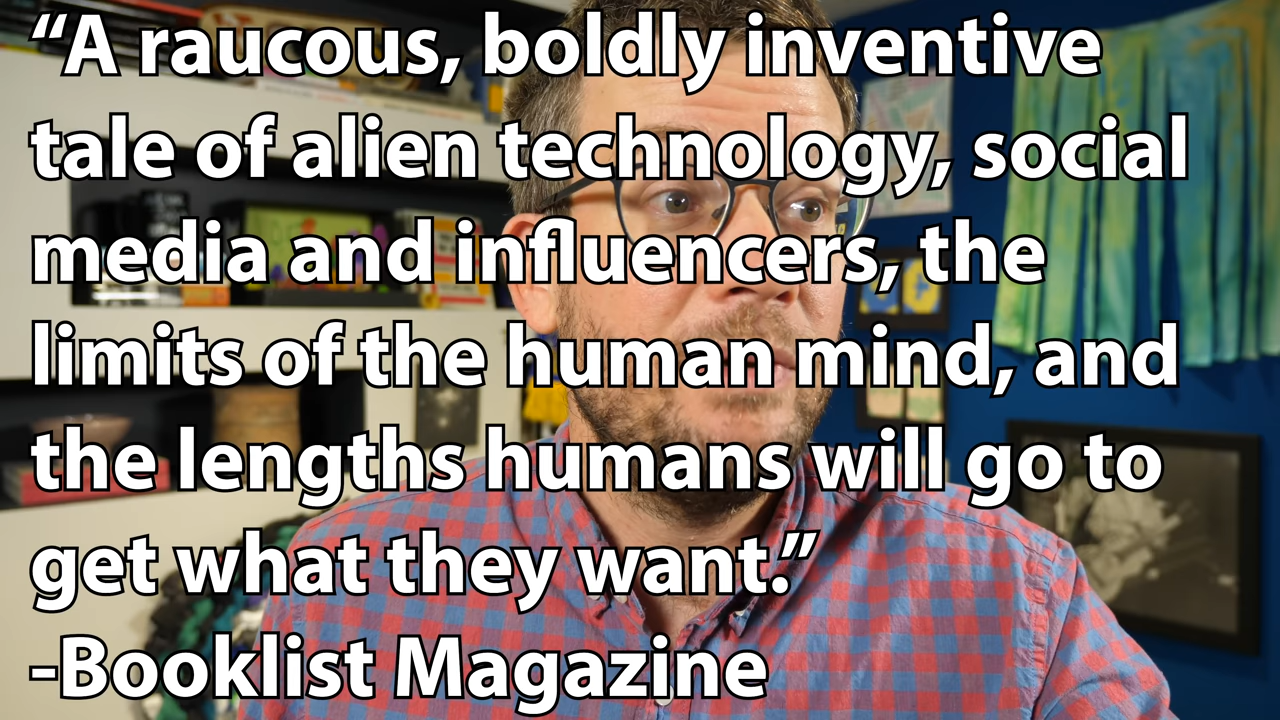 “A raucous, boldly inventive
tale of alien technology, social
media and influencers, the
limits of the human mind, and
the lengths humans will go to
get what they want.”
-Booklist Magazine